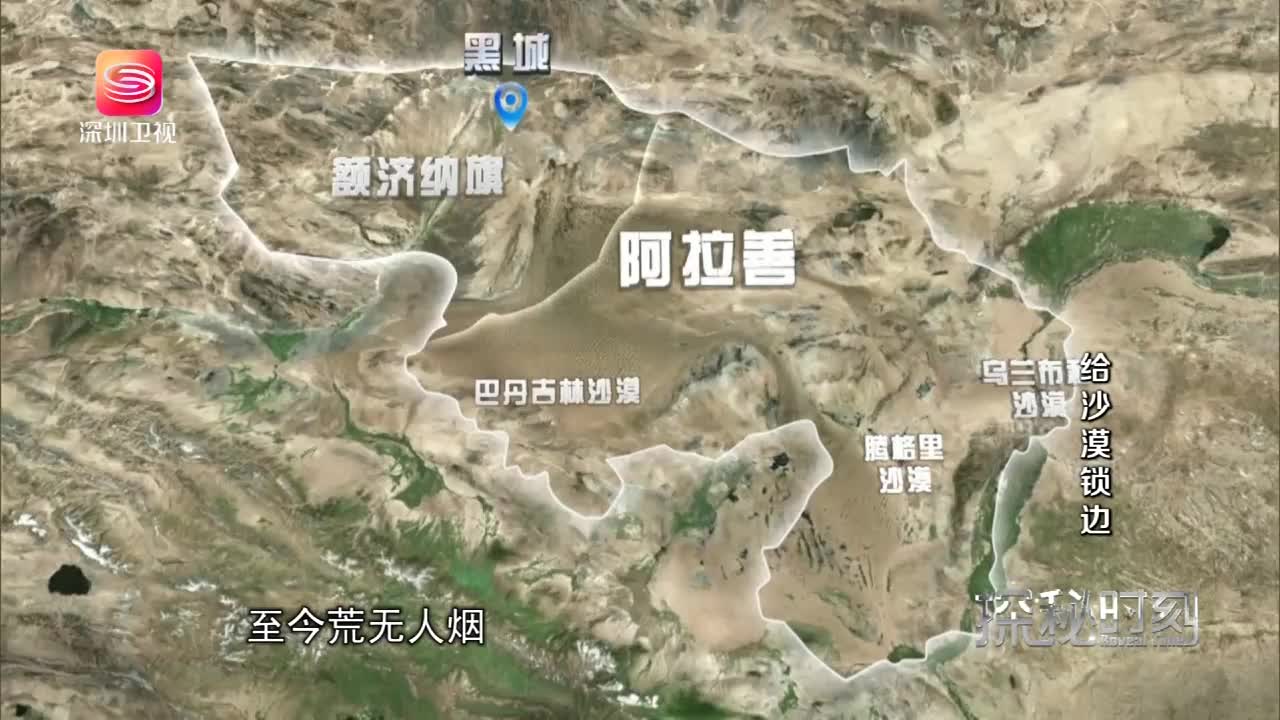 黑城
深圳卫视
额济纳旗
阿拉善
巴丹古林沙漠
乌兰布和
沙漠
腾格里
沙漠
给沙漠锁边
至今荒无人烟
探秘时刻